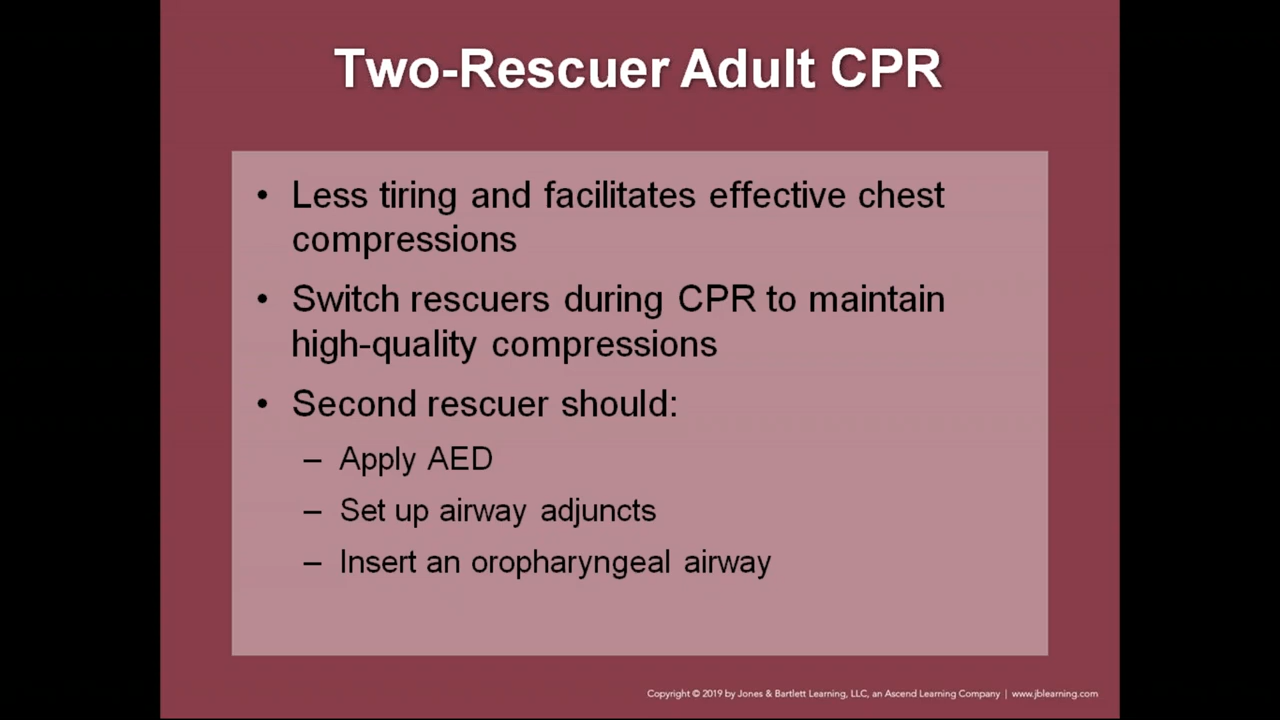 Two-Rescuer Adult CPR
• Less tiring and facilitates effective chest
compressions
• Switch rescuers during CPR to maintain
high-quality compressions
• Second rescuer should:
– Apply AED
– Set up airway adjuncts
– Insert an oropharyngeal airway
Copyright © 2019 by Jones & Bartlett Learning, LLC, an Ascend Learning Company | www.jblearning.com